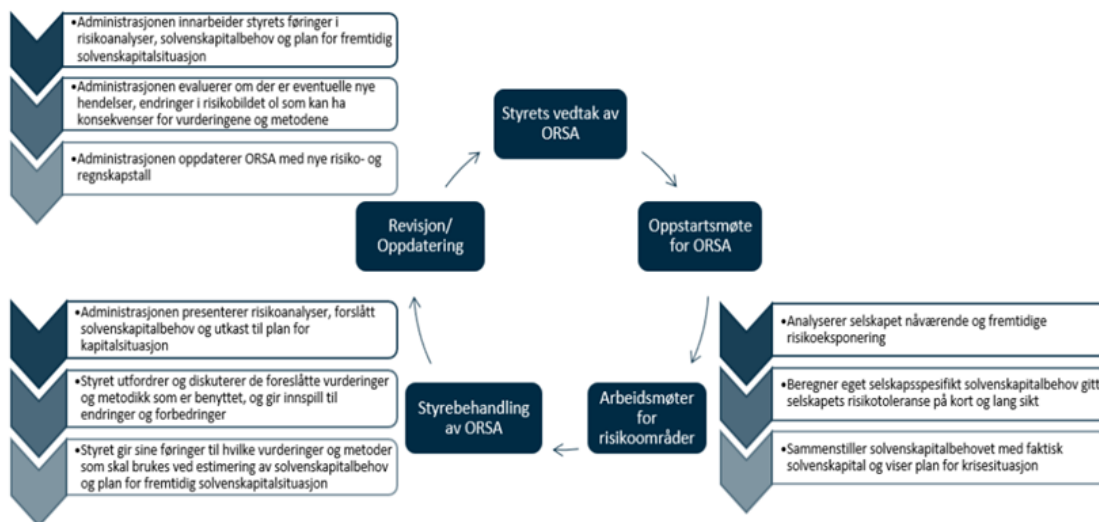 •Administrasjonen innarbeider styrets føringer i
risikoanalyser, solvenskapitalbehov og plan for fremtidig
solvenskapitalsituasjon
•Administrasjonen evaluerer om der er eventuelle nye
hendelser, endringer i risikobildet ol som kan ha
konsekvenser for vurderingene og metodene
•Administrasjonen oppdaterer ORSA med nye risiko- og
regnskapstall
Styrets vedtak av
ORSA
Revisjon/
Oppdatering
Oppstartsmøte
for ORSA
•Administrasjonen presenterer risikoanalyser, forslått
solvenskapitalbehov og utkast til plan for
kapitalsituasjon
•Styret utfordrer og diskuterer de foreslåtte vurderinger
og metodikk som er benyttet, og gir innspill til
endringer og forbedringer
•Styret gir sine føringer til hvilke vurderinger og metoder
som skal brukes ved estimering av solvenskapitalbehov
og plan for fremtidig solvenskapitalsituasjon
Styrebehandling
av ORSA
Arbeidsmøter
for
risikoområder
•Analyserer selskapet nåværende og fremtidige
risikoeksponering
•Beregner eget selskapsspesifikt solvenskapitalbehov gitt
selskapets risikotoleranse på kort og lang sikt
•Sammenstiller solvenskapitalbehovet med faktisk
solvenskapital og viser plan for krisesituasjon